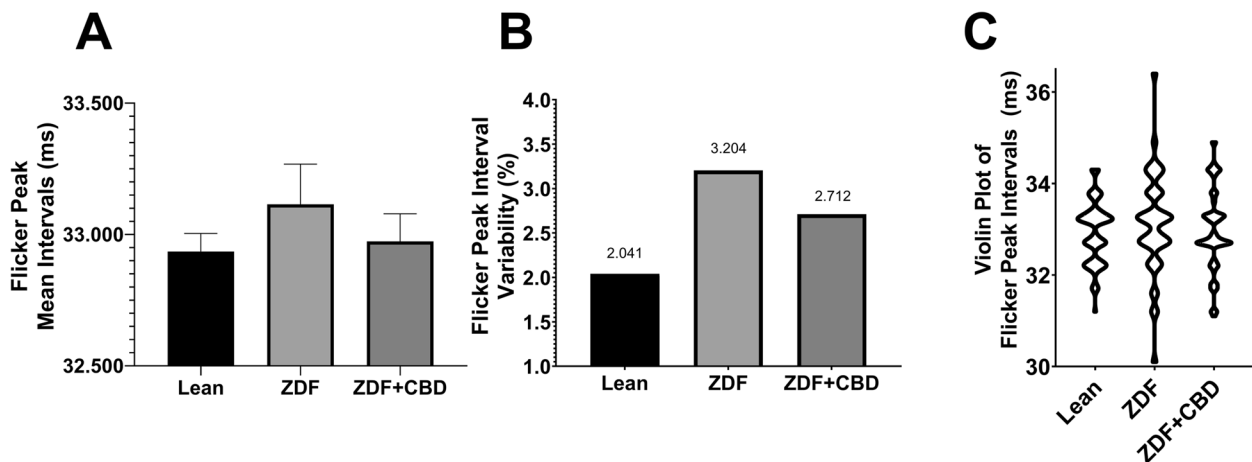 A
Flicker Peak
Mean Intervals (ms)
33.500
33.000
32.500
Lean
ZDF
ZDF+CBD
B
Flicker Peak Interval
Variability (%)
4.0
3.5
3.0
2.5
2.0
1.5
1.0
2.041
3.204
2.712
Lean
ZDF
ZDF+CBD
C
Violin Plot of
Flicker Peak Intervals (ms)
36
34
32
30
Lean
ZDF
ZDF+CBD